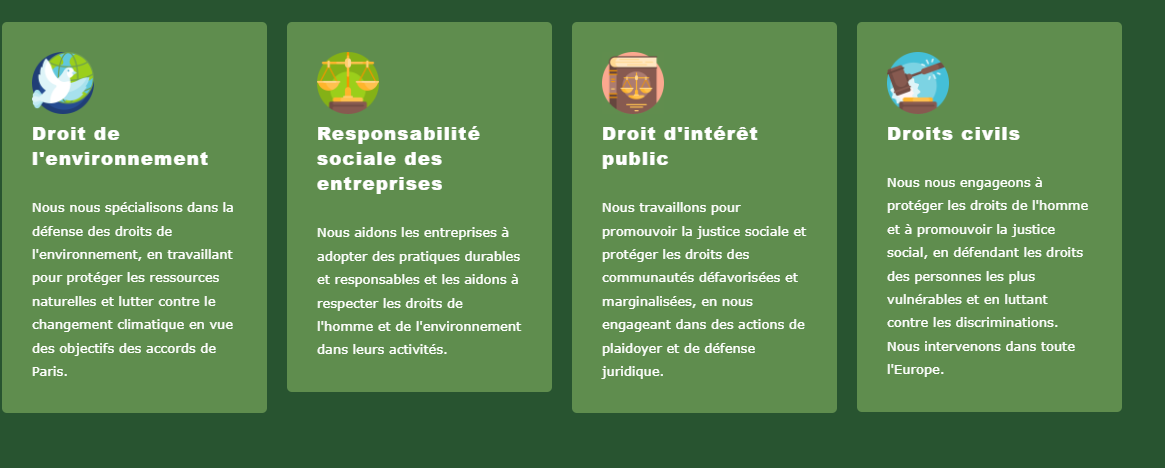 Droit de
l'environnement
Nous nous spécialisons dans la
défense des droits de
l'environnement, en travaillant
pour protéger les ressources
naturelles et lutter contre le
changement climatique en vue
des objectifs des accords de
Paris.
Responsabilité
sociale des
entreprises
Nous aidons les entreprises à
adopter des pratiques durables
et responsables et les aidons à
respecter les droits de
l'homme et de l'environnement
dans leurs activités.
Droit d'intérêt
public
Nous travaillons pour
promouvoir la justice sociale et
protéger les droits des
communautés défavorisées et
marginalisées, en nous
engageant dans des actions de
plaidoyer et de défense
juridique.
Droits civils
Nous nous engageons à
protéger les droits de l'homme
et à promouvoir la justice
social, en défendant les droits
des personnes les plus
vulnérables et en luttant
contre les discriminations.
Nous intervenons dans toute
l'Europe.